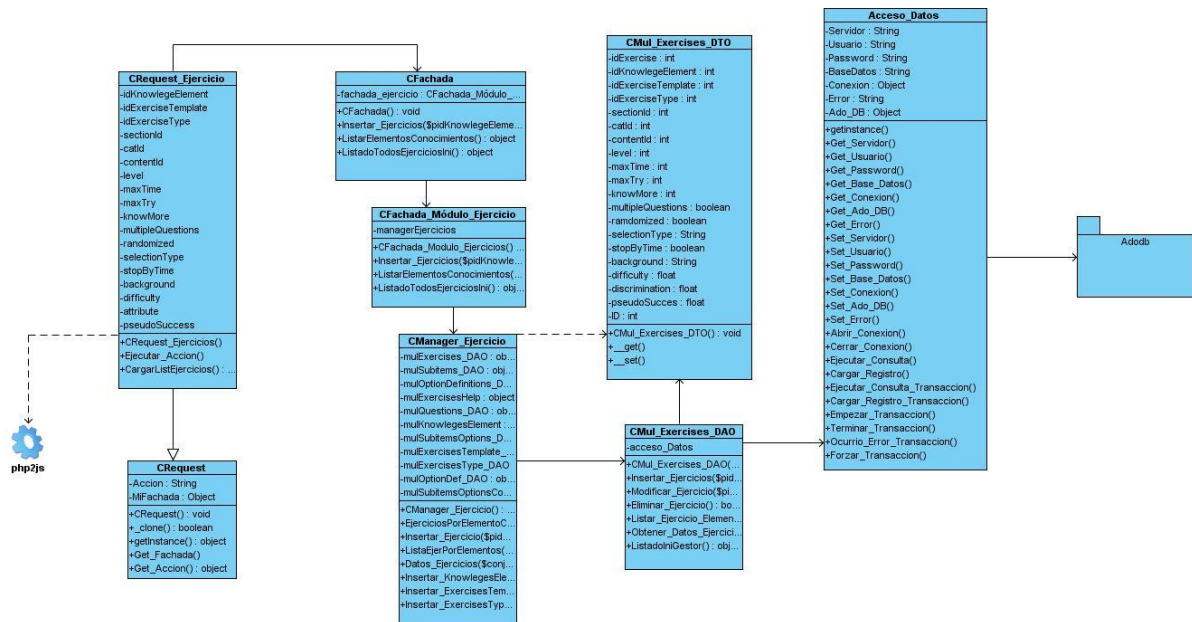 CRequest_Ejercicio
-idKnowlegeElement
-idExerciseTemplate
-idExerciseType
-sectionId
-catId
-contentId
-level
-maxTime
-maxTry
-knowMore
-multipleQuestions
-randomized
-selectionType
-stopByTime
-background
-difficulty
-attribute
-pseudoSuccess
+CRequest_Ejercicios()
+Ejecutar_Accion()
+CargarListEjercicios() : ...
php2js
CRequest
-Accion : String
-MiFachada : Object
+CRequest() : void
+_clone() : boolean
+getInstance() : object
+Get_Fachada()
+Get_Accion() : object
CFachada
-fachada_ejercicio : CFachada_Módulo_...
+CFachada() : void
+Insertar_Ejercicios($pidKnowlegeEleme...
+ListarElementosConocimientos() : object
+ListadoTodosEjerciciosIni() : object
CFachada_Módulo_Ejercicio
-managerEjercicios
+CFachada_Modulo_Ejercicios() ...
+Insertar_Ejercicios($pidKnowle...
+ListarElementosConocimientos(...
+ListadoTodosEjerciciosIni() : obj...
CManager_Ejercicio
-mulExercises_DAO : ob...
-mulSubitems_DAO : obj...
-mulOptionDefinitions_D...
-mulExercisesHelp : object
-mulQuestions_DAO : ob...
-mulKnowlegesElement : ...
-mulSubitemsOptions_D...
-mulExercisesTemplate_...
-mulExercisesType_DAO
-mulOptionDef_DAO : ob...
-mulSubitemsOptionsCo...
+CManager_Ejercicio() : ...
+EjerciciosPorElementoC...
+Insertar_Ejercicio($pid...
+ListaEjerPorElementos(...
+Datos_Ejercicios($conj...
+Insertar_KnowlegesEle...
+Insertar_ExercisesTem...
+Insertar_ExercisesTyp...
CMul_Exercises_DTO
-idExercise : int
-idKnowlegeElement : int
-idExerciseTemplate : int
-idExerciseType : int
-sectionId : int
-catId : int
-contentId : int
-level : int
-maxTime : int
-maxTry : int
-knowMore : int
-multipleQuestions : boolean
-ramdomized : boolean
-selectionType : String
-stopByTime : boolean
-background : String
-difficulty : float
-discrimination : float
-pseudoSucces : float
-ID : int
+CMul_Exercises_DTO() : void
+__get()
+__set()
CMul_Exercises_DAO
-acceso_Datos
+CMul_Exercises_DAO(...
+Insertar_Ejercicios($pid...
+Modificar_Ejercicio($pi...
+Eliminar_Ejercicio() : bo...
+Listar_Ejercicio_Elemen...
+Obtener_Datos_Ejercici...
+ListadoIniGestor() : obj...
Acceso_Datos
-Servidor : String
-Usuario : String
-Password : String
-BaseDatos : String
-Conexion : Object
-Error : String
-Ado_DB : Object
+getInstance()
+Get_Servidor()
+Get_Usuario()
+Get_Password()
+Get_Base_Datos()
+Get_Conexion()
+Get_Ado_DB()
+Get_Error()
+Set_Servidor()
+Set_Usuario()
+Set_Password()
+Set_Base_Datos()
+Set_Conexion()
+Set_Ado_DB()
+Set_Error()
+Abrir_Conexion()
+Cerrar_Conexion()
+Ejecutar_Consulta()
+Cargar_Registro()
+Ejecutar_Consulta_Transaccion()
+Cargar_Registro_Transaccion()
+Empezar_Transaccion()
+Terminar_Transaccion()
+Ocurrio_Error_Transaccion()
+Forzar_Transaccion()
Adodb